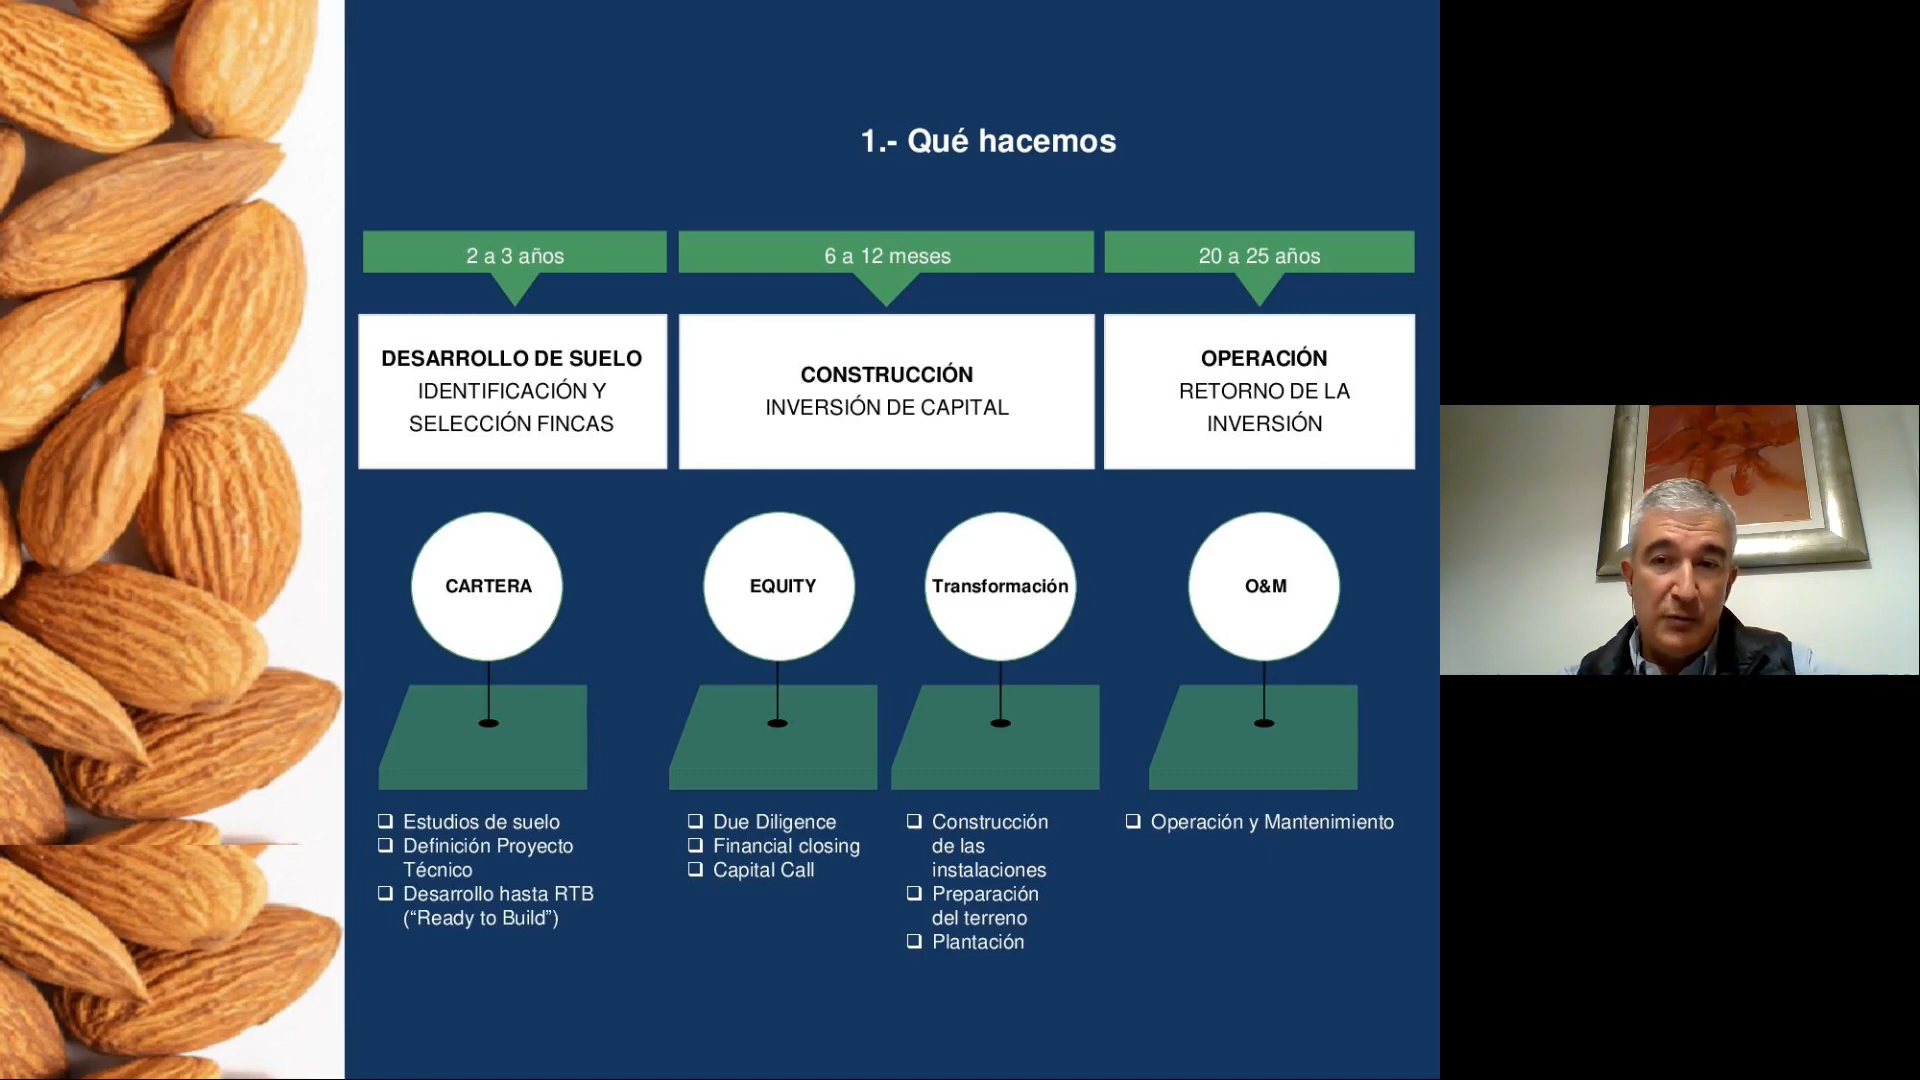 1.- Qué hacemos
2 a 3 años
6 a 12 meses
20 a 25 años
DESARROLLO DE SUELO
IDENTIFICACIÓN Y
SELECCIÓN FINCAS
CONSTRUCCIÓN
INVERSIÓN DE CAPITAL
OPERACIÓN
RETORNO DE LA
INVERSIÓN
CARTERA
EQUITY
Transformación
O&M
❑ Estudios de suelo
❑ Definición Proyecto
Técnico
❑ Desarrollo hasta RTB
(“Ready to Build”)
❑ Due Diligence
❑ Financial closing
❑ Capital Call
❑ Construcción
de las
instalaciones
❑ Preparación
del terreno
❑ Plantación
❑ Operación y Mantenimiento